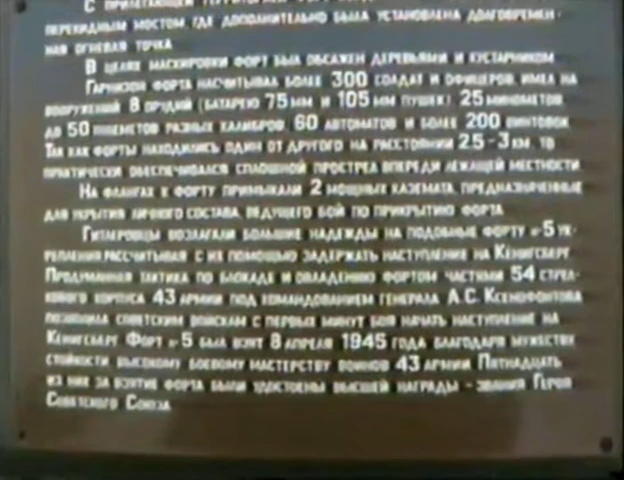 С прилегающей территорией форт
перекидным мостом, где дополнительно была установлена долговремен-
ная огневая точка
В целях маскировки форт был обсажен деревьями и кустарником
Гарнизон форта насчитывал более 300 солдат и офицеров, имел на
вооружении 8 орудий (батарею 75 мм и 105 мм пушек) 25 минометов
до 50 пулеметов разных калибров, 60 автоматов и более 200 винтовок
Так как форты находились один от другого на расстоянии 2.5-3 км, то
практически обеспечивался сплошной прострел впереди лежащей местности
На флангах к форту примыкали 2 мощных каземата, предназначенные
для укрытия личного состава, ведущего бой по прикрытию форта
Гитлеровцы возлагали большие надежды на подобные форту №5 ук-
репления рассчитывая с их помощью задержать наступление на Кенигсберг
Продуманная тактика по блокаде и овладению фортом частями 54 стрел-
кового корпуса 43 армии под командованием генерала А.С. Ксенофонтова
позволила советским войскам с первых минут боя начать наступление на
Кенигсберг Форт №5 был взят 8 апреля 1945 года благодаря мужеству
стойкости высокому боевому мастерству воинов 43 армии Пятнадцать
из них за взятие форта были удостоены высшей награды - звания Героя
Советского Союза